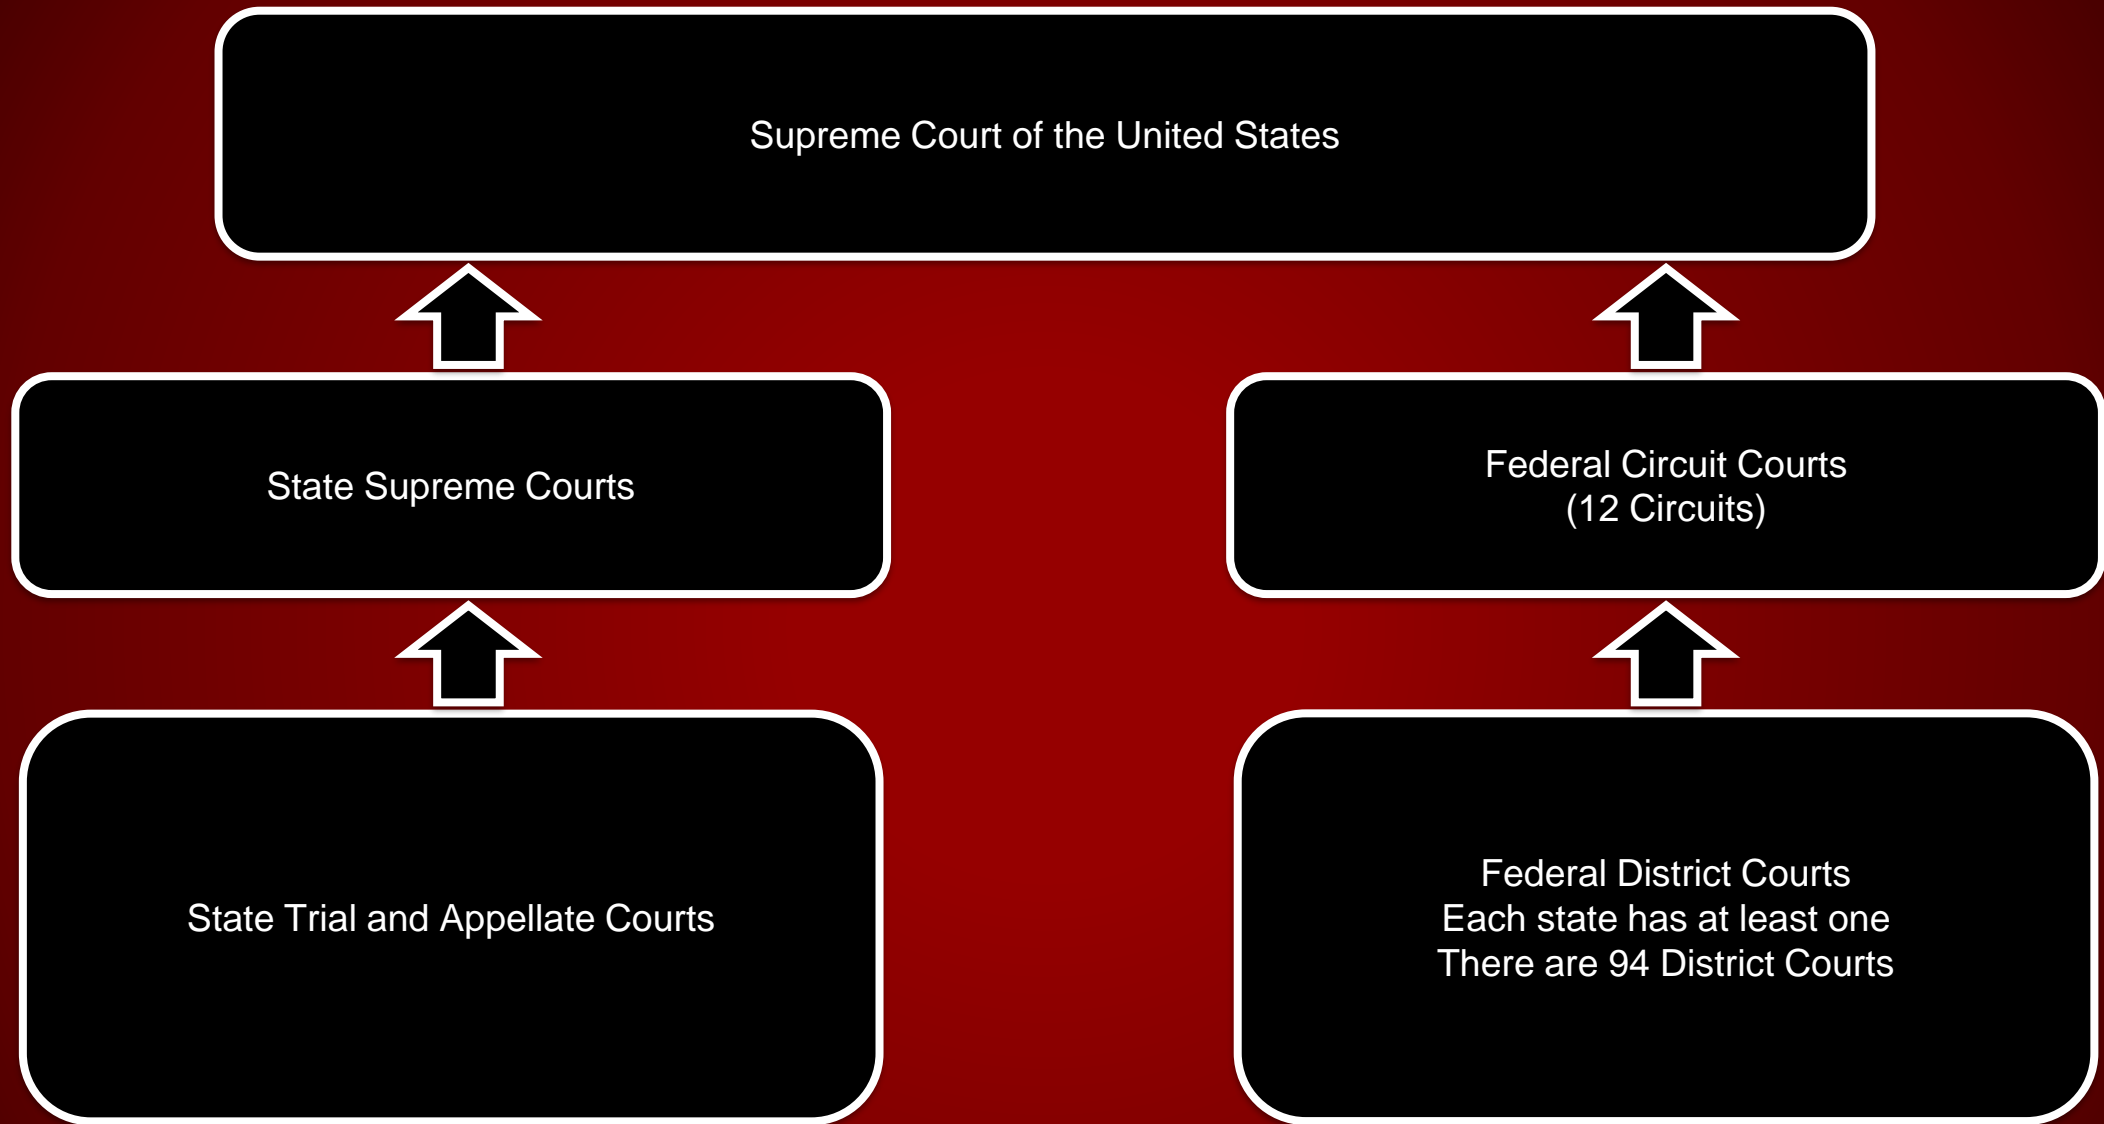 Supreme Court of the United States
State Supreme Courts
Federal Circuit Courts
(12 Circuits)
State Trial and Appellate Courts
Federal District Courts
Each state has at least one
There are 94 District Courts